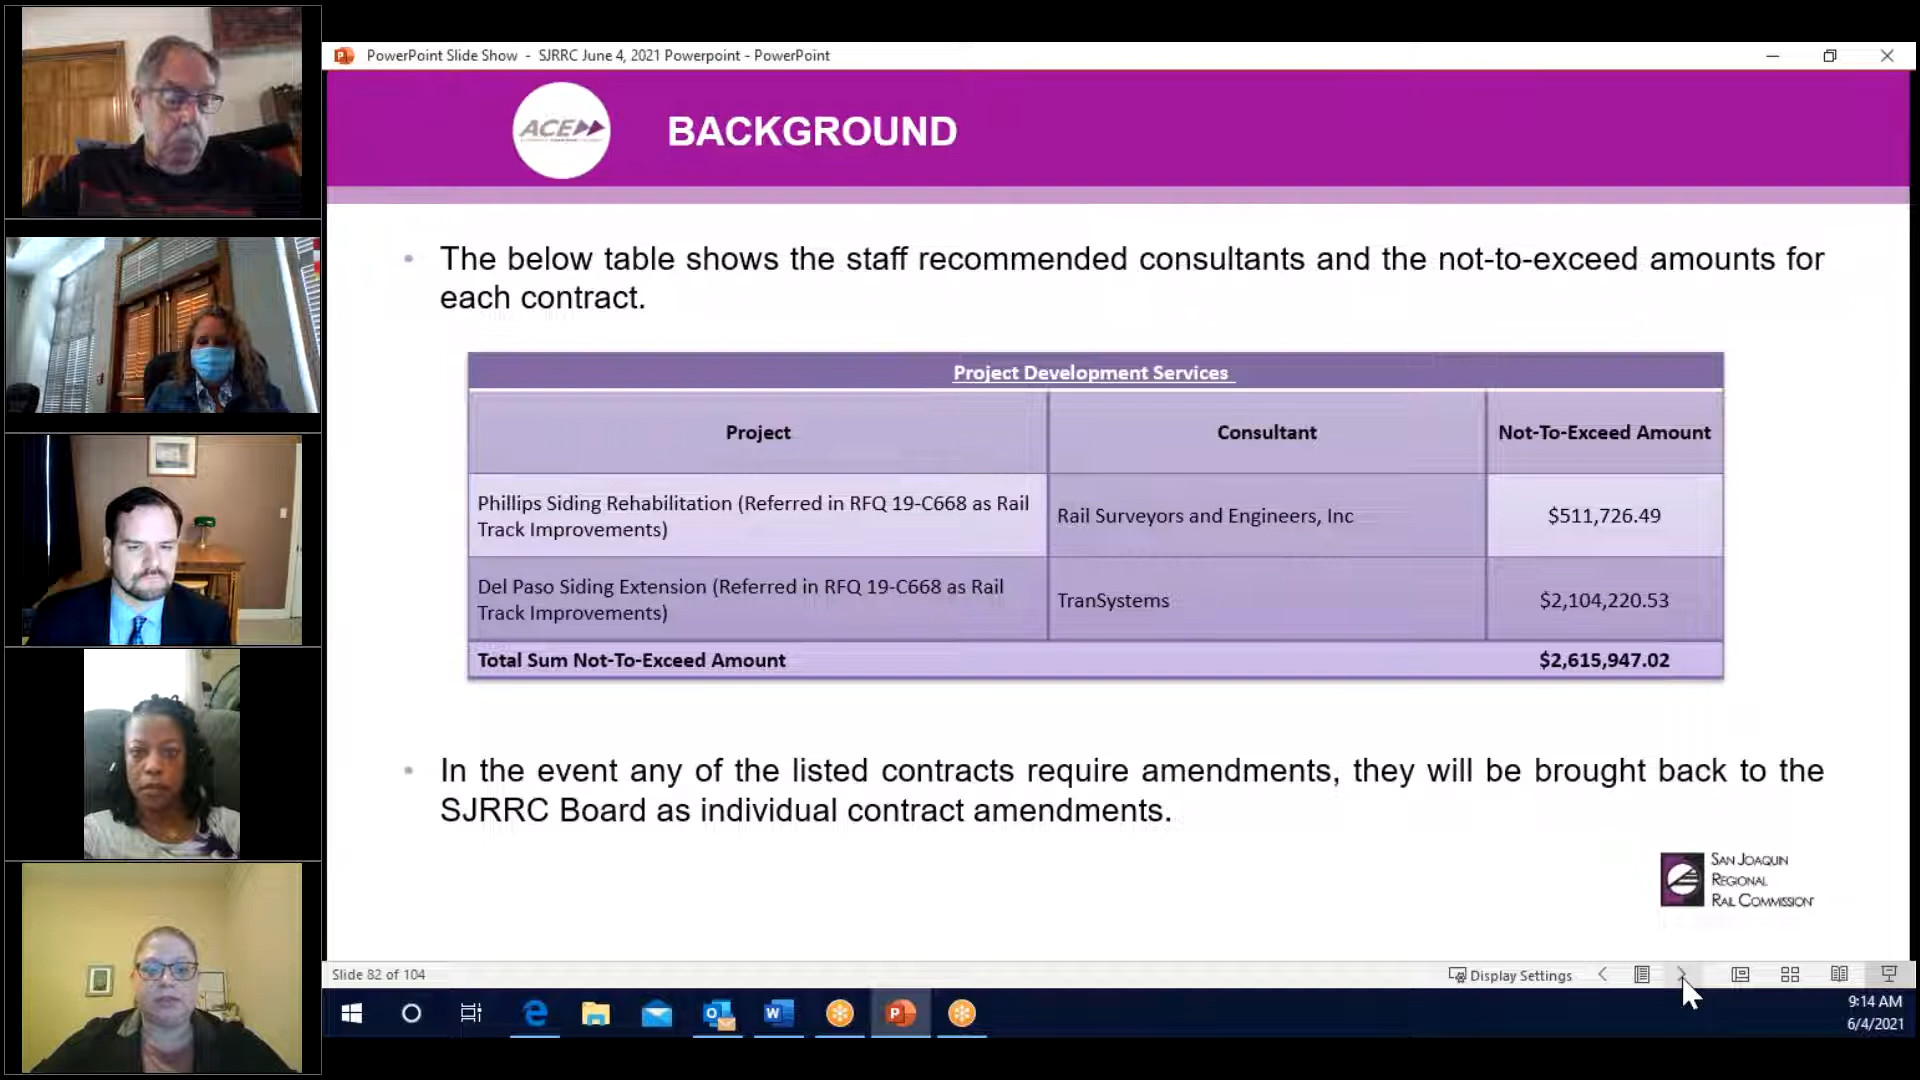 PowerPoint Slide Show - SJRRC June 4, 2021 Powerpoint - PowerPoint
ACE
BACKGROUND
• The below table shows the staff recommended consultants and the not-to-exceed amounts for
each contract.
Project Development Services
Project Consultant Not-To-Exceed Amount
Phillips Siding Rehabilitation (Referred in RFQ 19-C668 as Rail
Track Improvements)
Rail Surveyors and Engineers, Inc
$511,726.49
Del Paso Siding Extension (Referred in RFQ 19-C668 as Rail
Track Improvements)
TranSystems
$2,104,220.53
Total Sum Not-To-Exceed Amount $2,615,947.02
• In the event any of the listed contracts require amendments, they will be brought back to the
SJRRC Board as individual contract amendments.
San Joaquin
Regional
Rail Commission
Slide 82 of 104
Display Settings
9:14 AM
6/4/2021